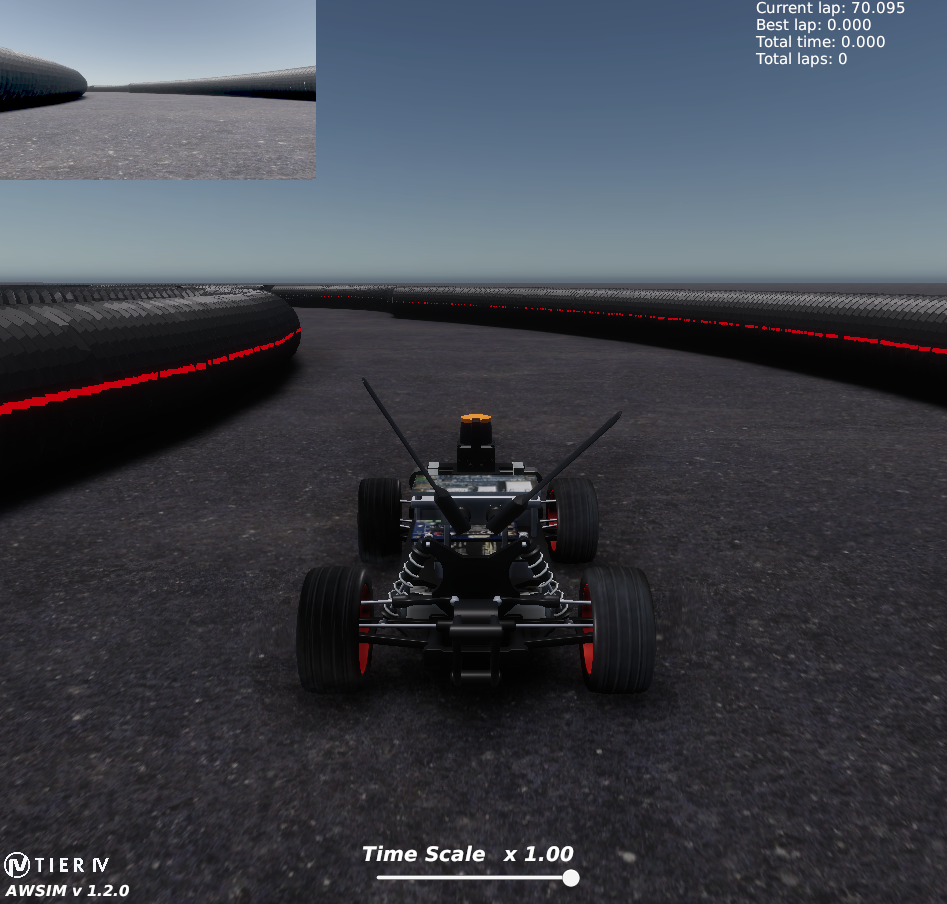 Current lap: 70.095
Best lap: 0.000
Total time: 0.000
Total laps: 0
Time Scale x 1.00
TIER IV
AWSIM v 1.2.0